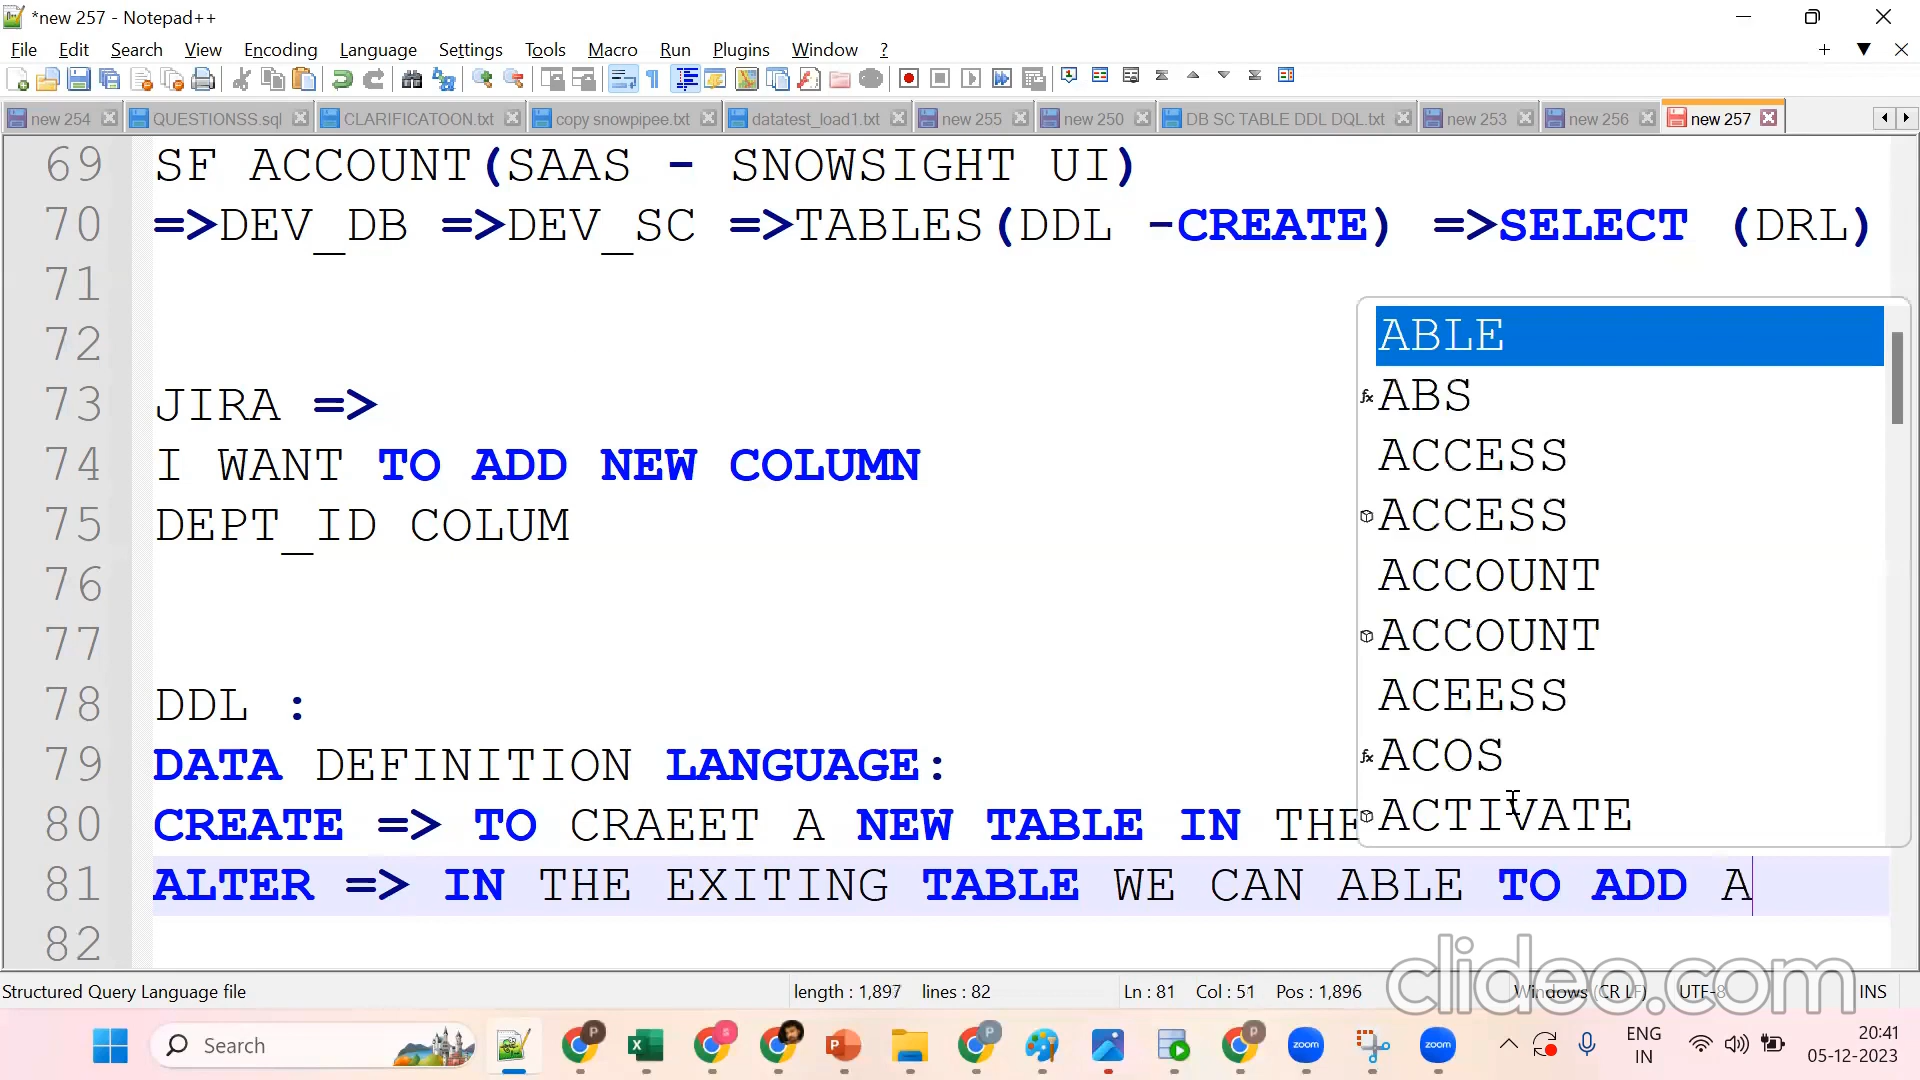 *new 257 - Notepad++
File Edit Search View Encoding Language Settings Tools Macro Run Plugins Window ?
new 254 QUESTIONSS.sql CLARIFICATOON.txt copy snowpipee.txt datatest_load1.txt new 255 new 250 DB SC TABLE DDL DQL.txt new 253 new 256 new 257
69 SF ACCOUNT(SAAS - SNOWSIGHT UI)
70 =>DEV_DB =>DEV_SC =>TABLES(DDL -CREATE) =>SELECT (DRL)
71
72
73 JIRA =>
74 I WANT TO ADD NEW COLUMN
75 DEPT_ID COLUM
76
77
78 DDL :
79 DATA DEFINITION LANGUAGE:
80 CREATE => TO CRAEET A NEW TABLE IN THE
81 ALTER => IN THE EXITING TABLE WE CAN ABLE TO ADD A
82
ABLE
ABS
ACCESS
ACCESS
ACCOUNT
ACCOUNT
ACEESS
ACOS
ACTIVATE
clideo.com
Structured Query Language file length : 1,897 lines : 82 Ln : 81 Col : 51 Pos : 1,896 Windows (CR LF) UTF-8 INS
Search
P S P P P zoom zoom
ENG
IN
20:41
05-12-2023